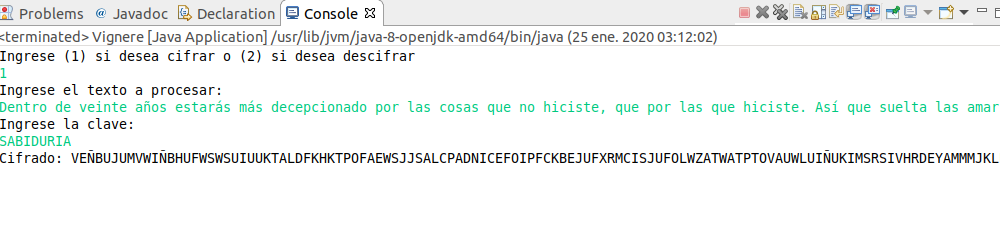 Problems @ Javadoc Declaration Console
<terminated> Vignere [Java Application] /usr/lib/jvm/java-8-openjdk-amd64/bin/java (25 ene. 2020 03:12:02)
Ingrese (1) si desea cifrar o (2) si desea descifrar
1
Ingrese el texto a procesar:
Dentro de veinte años estarás más decepcionado por las cosas que no hiciste, que por las que hiciste. Así que suelta las amar
Ingrese la clave:
SABIDURIA
Cifrado: VEÑBUJUMVWIÑBHUFWSWSUIUUKTALDFKHKTPOFAEWSJJSALCPADNICEFOIPFCKBEJUFXRMCISJUFOLWZATWATPTOVAUWLUIÑUKIMSRSIVHRDEYAMMMJKL